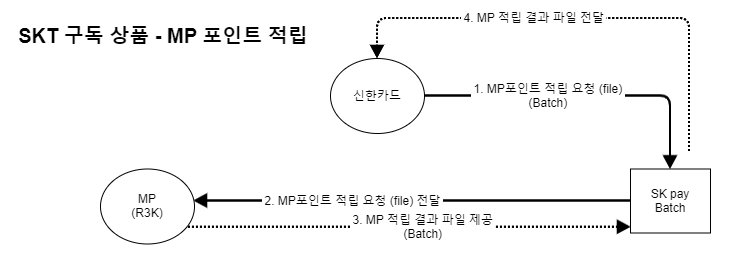 4. MP 적립 결과 파일 전달
SKT 구독 상품 - MP 포인트 적립
신한카드
1. MP포인트 적립 요청 (file)
(Batch)
MP
(R3K)
2. MP포인트 적립 요청 (file) 전달
SK pay
Batch
3. MP 적립 결과 파일 제공
(Batch)